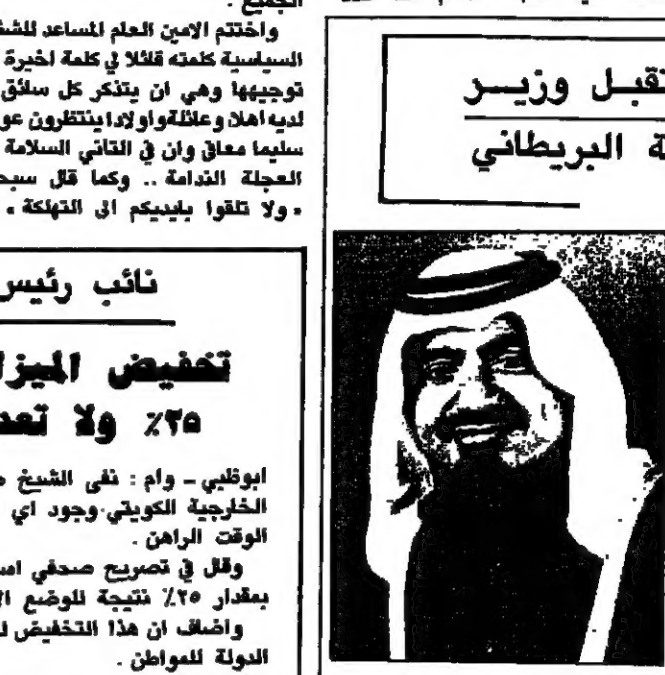 الجميع .
واختتم الامين العام المساعد للشئ
السياسية كلمته قائلا في كلمة اخيرة
توجيهها وهي ان يتذكر كل سائق
لديه اهلا وعائلة واولادا ينتظرون عو
سليما معافى وان في التاني السلامة
العجلة الندامة .. وكما قال سبح
« ولا تلقوا بايديكم الى التهلكة »
تقبل وزيـر
ة البريطاني
نائب رئيس
تخفيض الميزا
٢٥٪ ولا تعد
ابوظبي - وام : نفى الشيخ
الخارجية الكويتي وجود اي
الوقت الراهن .
وقال في تصريح صحفي
بمقدار ٢٥٪ نتيجة للوضع ال
واضاف ان هذا التخفيض
الدولة للمواطن .